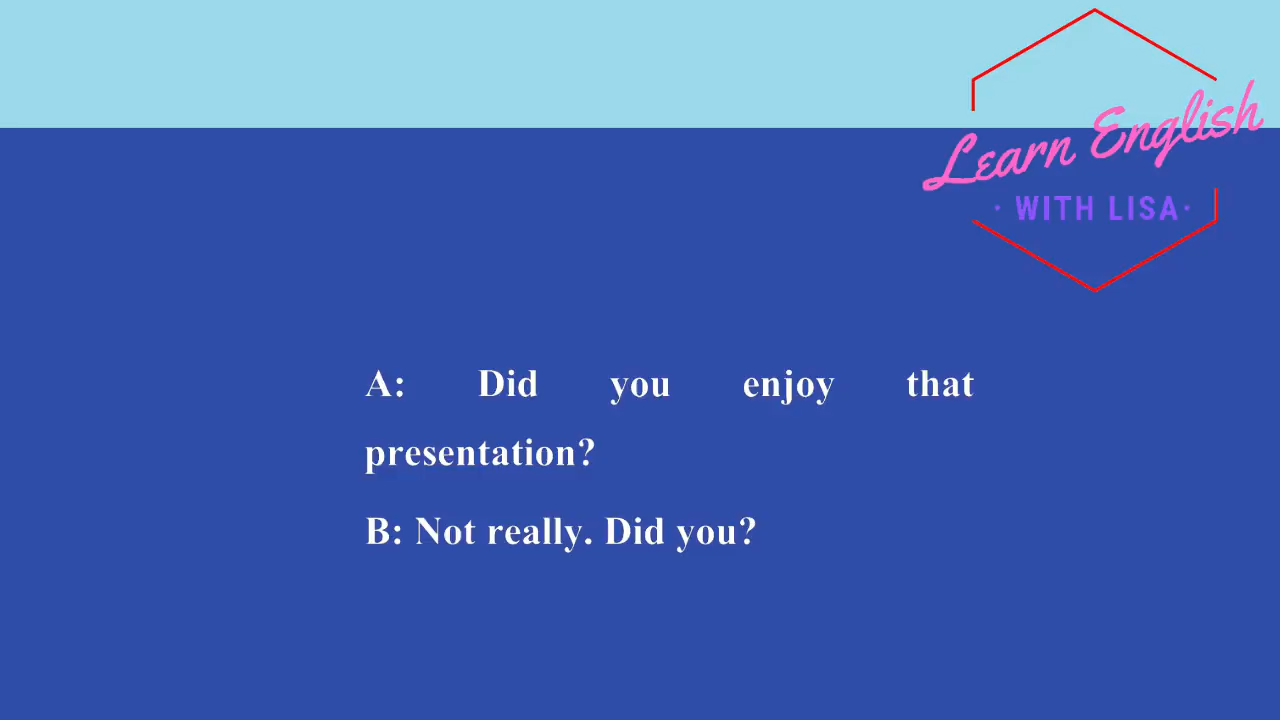 Learn English
· WITH LISA·
A: Did you enjoy that
presentation?
B: Not really. Did you?